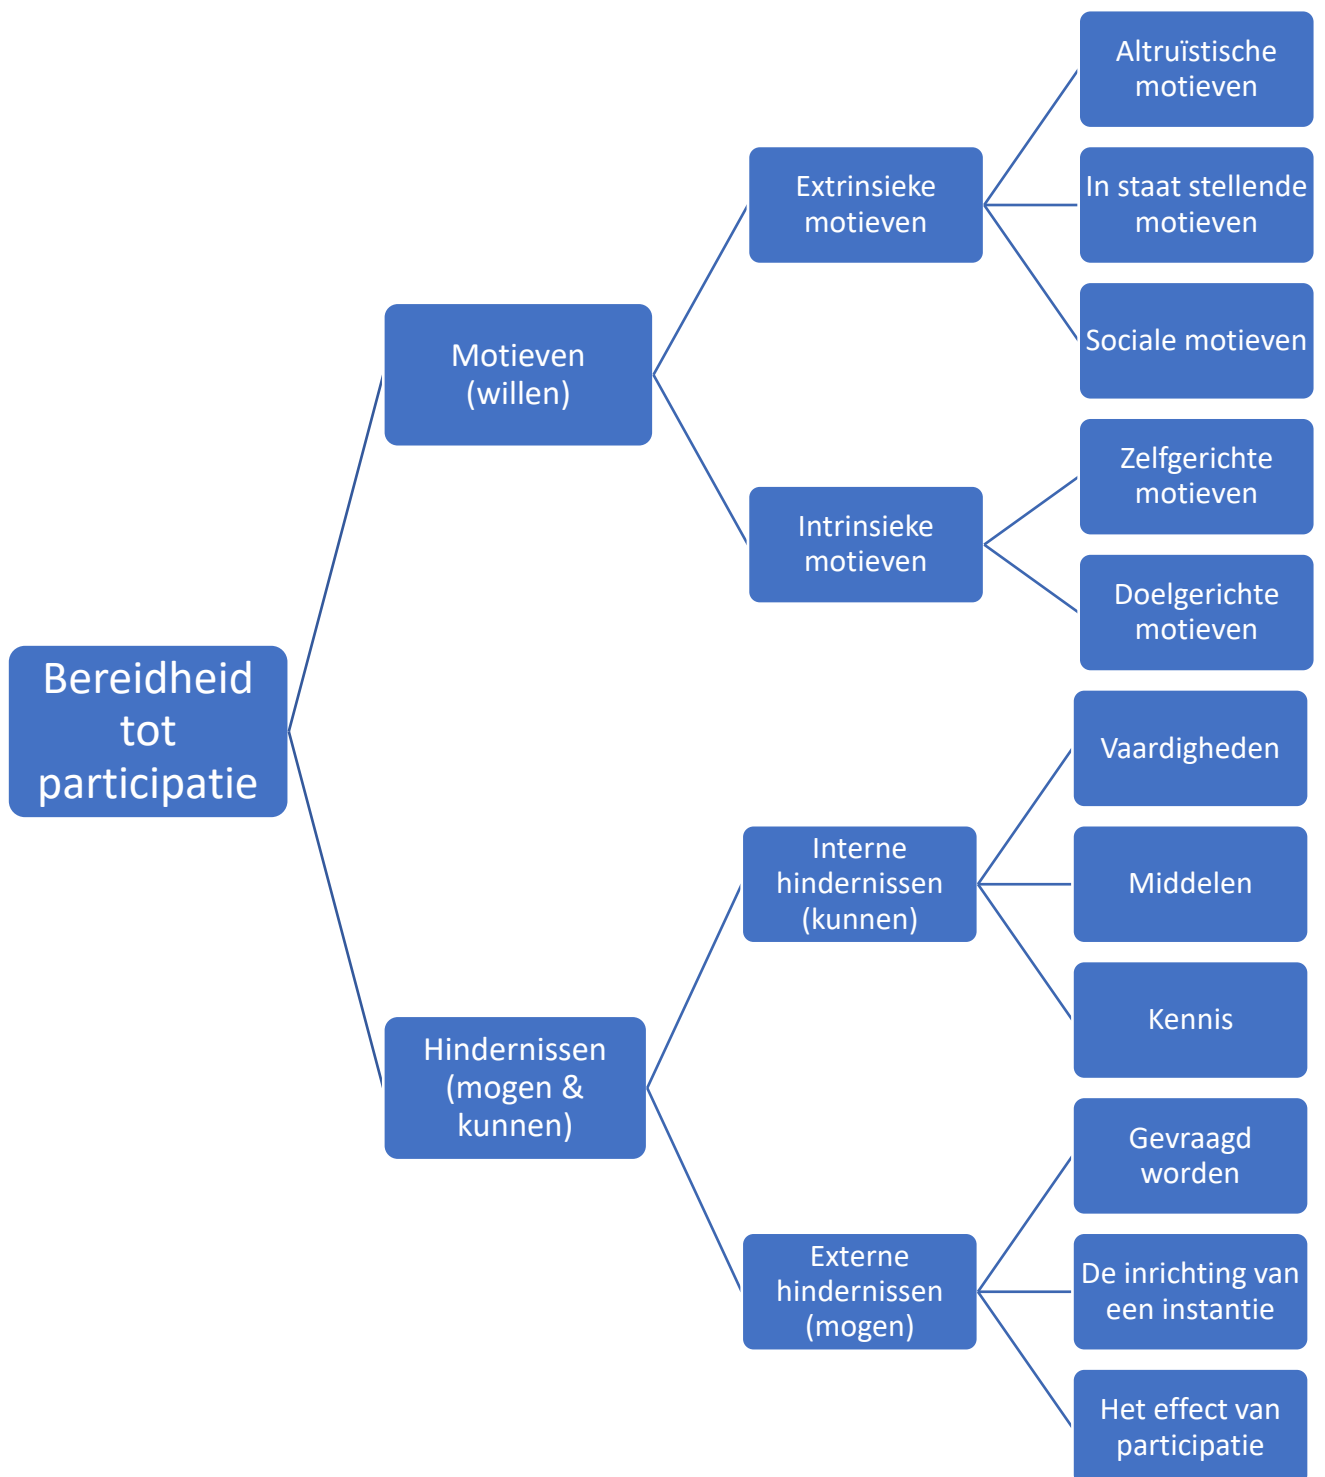 Bereidheid
tot
participatie
Motieven
(willen)
Extrinsieke
motieven
Altruïstische
motieven
In staat stellende
motieven
Sociale motieven
Intrinsieke
motieven
Zelfgerichte
motieven
Doelgerichte
motieven
Hindernissen
(mogen &
kunnen)
Interne
hindernissen
(kunnen)
Vaardigheden
Middelen
Kennis
Externe
hindernissen
(mogen)
Gevraagd
worden
De inrichting van
een instantie
Het effect van
participatie